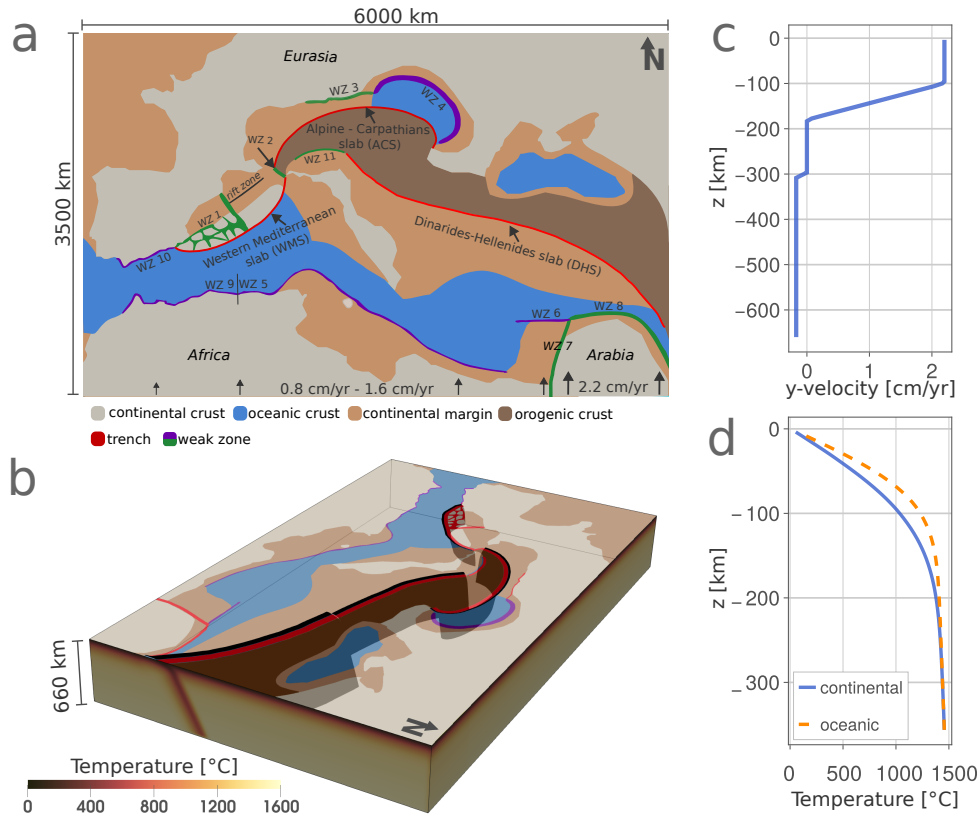 a
6000 km
3500 km
Eurasia
N
WZ 3
WZ 4
Alpine - Carpathians
slab (ACS)
WZ 2
WZ 11
rift zone
WZ 1
Western Mediterranean
slab (WMS)
Dinarides-Hellenides slab (DHS)
WZ 10
WZ 9
WZ 5
WZ 6
WZ 8
WZ 7
Africa
Arabia
0.8 cm/yr - 1.6 cm/yr
2.2 cm/yr
continental crust
oceanic crust
continental margin
orogenic crust
trench
weak zone
b
660 km
N
Temperature [°C]
0 400 800 1200 1600
c
0
−100
−200
−300
−400
−500
−600
z [km]
0 1 2
y-velocity [cm/yr]
d
0
−100
−200
−300
z [km]
continental
oceanic
0 500 1000 1500
Temperature [°C]